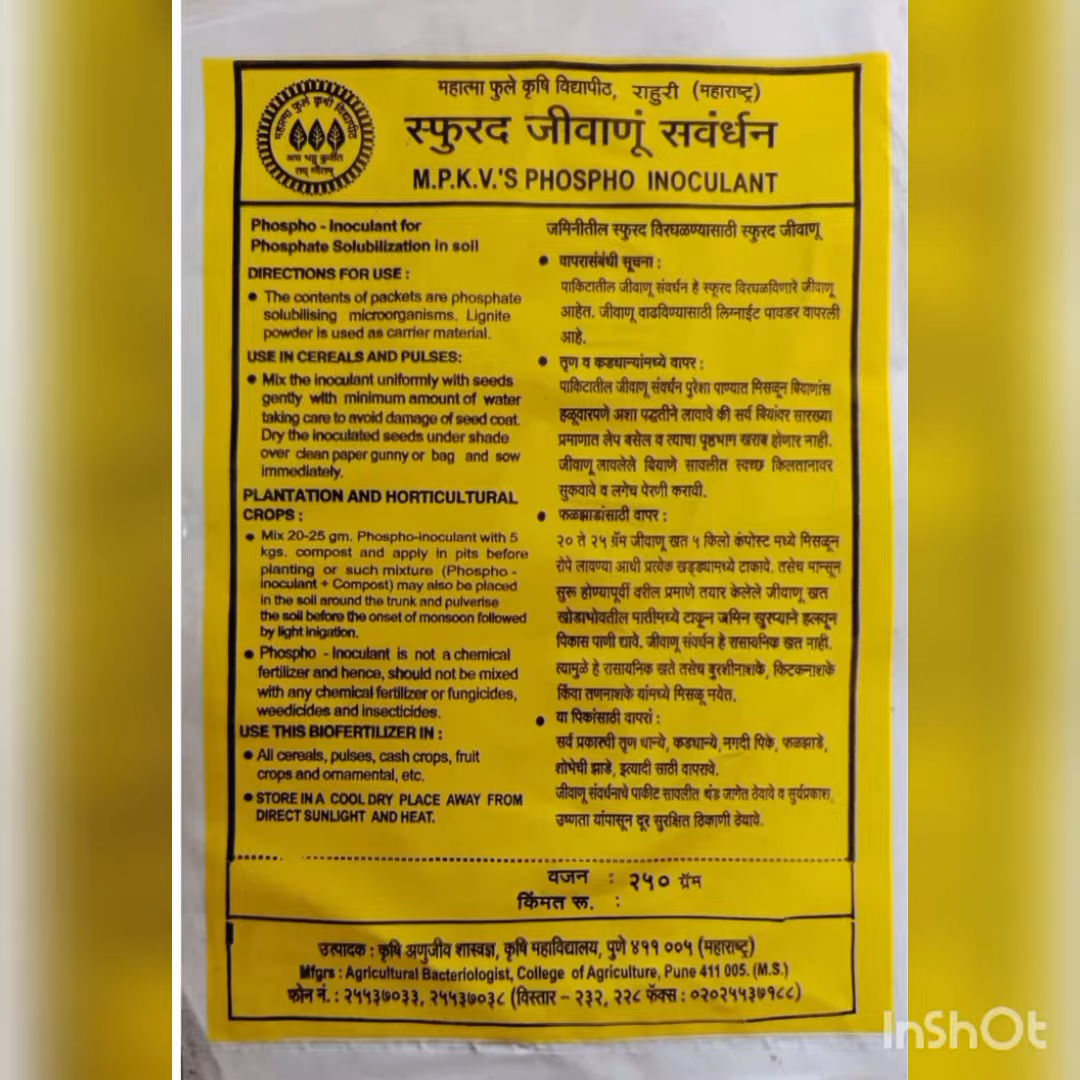 महात्मा फुले कृषि विद्यापीठ, राहुरी (महाराष्ट्र)
स्फुरद जीवाणूं सवंर्धन
M.P.K.V.'S PHOSPHO INOCULANT
महात्मा फुले कृषी विद्यापीठ
Phospho - Inoculant for
Phosphate Solubilization in soil
DIRECTIONS FOR USE :
● The contents of packets are phosphate
solubilising microorganisms. Lignite
powder is used as carrier material.
USE IN CEREALS AND PULSES:
● Mix the inoculant uniformly with seeds
gently with minimum amount of water
taking care to avoid damage of seed coat.
Dry the inoculated seeds under shade
over clean paper gunny or bag and sow
immediately.
PLANTATION AND HORTICULTURAL
CROPS :
● Mix 20-25 gm. Phospho-inoculant with 5
kgs. compost and apply in pits before
planting or such mixture (Phospho -
inoculant + Compost) may also be placed
in the soil around the trunk and pulverise
the soil before the onset of monsoon followed
by light inigation.
● Phospho - Inoculant is not a chemical
fertilizer and hence, should not be mixed
with any chemical fertilizer or fungicides,
weedicides and insecticides.
USE THIS BIOFERTILIZER IN :
● All cereals, pulses, cash crops, fruit
crops and ornamental, etc.
● STORE IN A COOL DRY PLACE AWAY FROM
DIRECT SUNLIGHT AND HEAT.
जमिनीतील स्फुरद विरघळण्यासाठी स्फुरद जीवाणू
● वापरासंबंधी सूचना :
पाकिटातील जीवाणू संवर्धन हे स्फूरद विरघळविणारे जीवाणू
आहेत. जीवाणू वाढविण्यासाठी लिग्नाईट पावडर वापरली
आहे.
● तृण व कडधान्यांमध्ये वापर :
पाकिटातील जीवाणू संवर्धन पुरेशा पाण्यात मिसळून बियाणांस
हळूवारपणे अशा पद्धतीने लावावे की सर्व बियांवर सारख्या
प्रमाणात लेप बसेल व त्याचा पृष्ठभाग खराब होणार नाही.
जीवाणू लावलेले बियाणे सावलीत स्वच्छ किलतानावर
सुकवावे व लगेच पेरणी करावी.
● फळझाडांसाठी वापर :
२० ते २५ ग्रॅम जीवाणू खत ५ किलो कंपोस्ट मध्ये मिसळून
रोपे लावण्या आधी प्रत्येक खड्ड्यामध्ये टाकावे. तसेच मान्सून
सुरू होण्यापूर्वी वरील प्रमाणे तयार केलेले जीवाणू खत
खोडाभोवतील मातीमध्ये टाकून जमिन खुरप्याने हलवून
पिकास पाणी द्यावे. जीवाणू संवर्धन हे रासायनिक खत नाही.
त्यामुळे हे रासायनिक खते तसेच बुरशीनाशके, किटकनाशके
किंवा तणनाशके यांमध्ये मिसळू नयेत.
● या पिकांसाठी वापरा :
सर्व प्रकारची तृण धान्ये, कडधान्ये, नगदी पिके, फळझाडे,
शोभेची झाडे, इत्यादी साठी वापरावे.
जीवाणू संवर्धनाचे पाकीट सावलीत थंड जागेत ठेवावे व सुर्यप्रकाश,
उष्णता यांपासून दूर सुरक्षित ठिकाणी ठेवावे.
वजन : २५० ग्रॅम
किंमत रू. :
उत्पादक : कृषि अणुजीव शास्त्रज्ञ, कृषि महाविद्यालय, पुणे ४११ ००५ (महाराष्ट्र)
Mfgrs : Agricultural Bacteriologist, College of Agriculture, Pune 411 005. (M.S.)
फोन नं. : २५५३७०३३, २५५३७०३८ (विस्तार - २३२, २२८ फॅक्स : ०२०२५५३७१८८)
InShOt